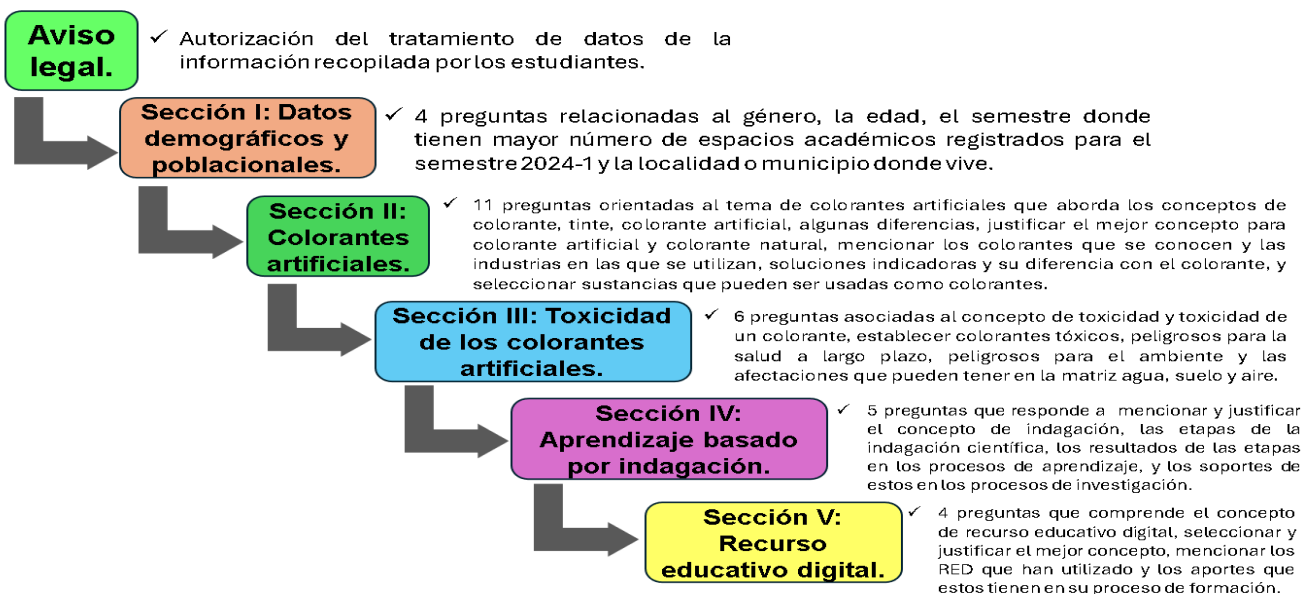 Aviso
legal.
✓ Autorización del tratamiento de datos de la
información recopilada por los estudiantes.
Sección I: Datos
demográficos y
poblacionales.
✓ 4 preguntas relacionadas al género, la edad, el semestre donde
tienen mayor número de espacios académicos registrados para el
semestre 2024-1 y la localidad o municipio donde vive.
Sección II:
Colorantes
artificiales.
✓ 11 preguntas orientadas al tema de colorantes artificiales que aborda los conceptos de
colorante, tinte, colorante artificial, algunas diferencias, justificar el mejor concepto para
colorante artificial y colorante natural, mencionar los colorantes que se conocen y las
industrias en las que se utilizan, soluciones indicadoras y su diferencia con el colorante, y
seleccionar sustancias que pueden ser usadas como colorantes.
Sección III: Toxicidad
de los colorantes
artificiales.
✓ 6 preguntas asociadas al concepto de toxicidad y toxicidad de
un colorante, establecer colorantes tóxicos, peligrosos para la
salud a largo plazo, peligrosos para el ambiente y las
afectaciones que pueden tener en la matriz agua, suelo y aire.
Sección IV:
Aprendizaje basado
por indagación.
✓ 5 preguntas que responde a mencionar y justificar
el concepto de indagación, las etapas de la
indagación científica, los resultados de las etapas
en los procesos de aprendizaje, y los soportes de
estos en los procesos de investigación.
Sección V:
Recurso
educativo digital.
✓ 4 preguntas que comprende el concepto
de recurso educativo digital, seleccionar y
justificar el mejor concepto, mencionar los
RED que han utilizado y los aportes que
estos tienen en su proceso de formación.